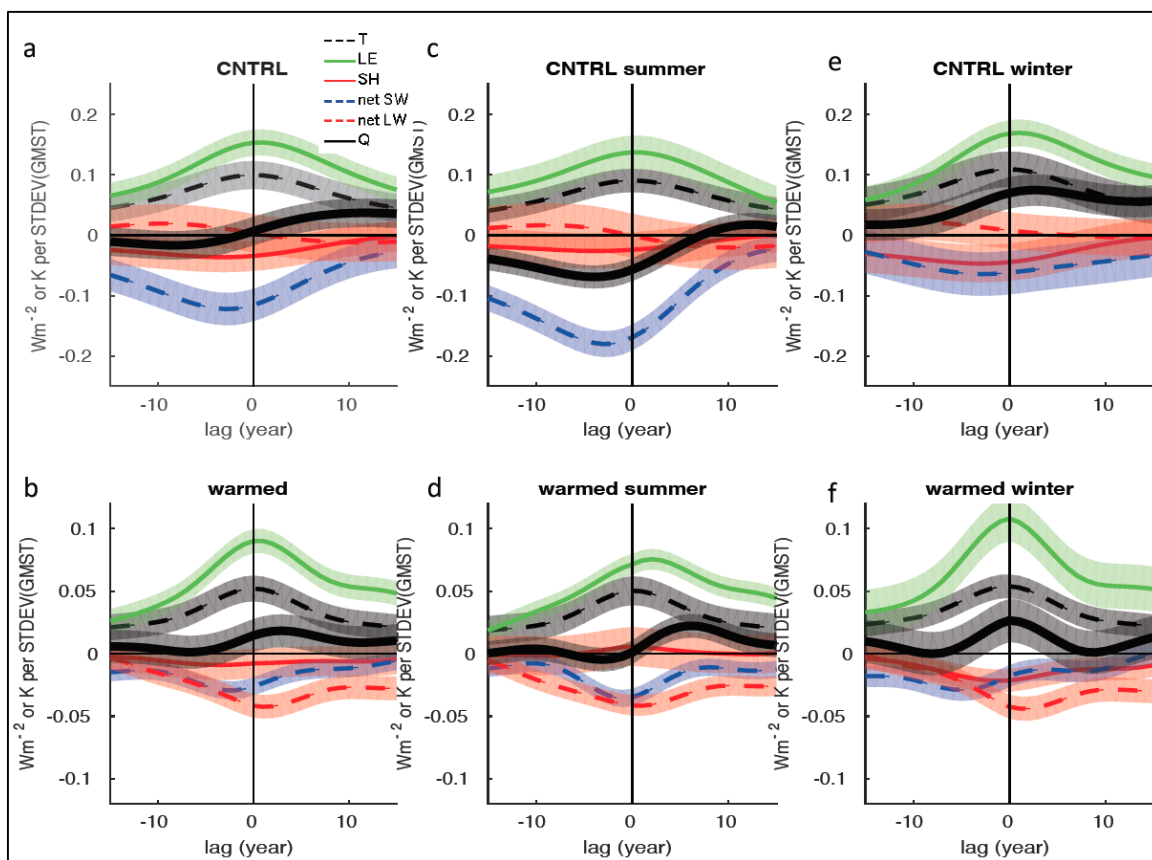 a
T
LE
SH
net SW
net LW
Q
CNTRL
0.2
0.1
0
-0.1
-0.2
Wm⁻² or K per STDEV(GMST)
-10 0 10
lag (year)
c
CNTRL summer
0.2
0.1
0
-0.1
-0.2
Wm⁻² or K per STDEV(GMST)
-10 0 10
lag (year)
e
CNTRL winter
0.2
0.1
0
-0.1
-0.2
Wm⁻² or K per STDEV(GMST)
-10 0 10
lag (year)
b
warmed
0.1
0.05
0
-0.05
-0.1
Wm⁻² or K per STDEV(GMST)
-10 0 10
lag (year)
d
warmed summer
0.1
0.05
0
-0.05
-0.1
Wm⁻² or K per STDEV(GMST)
-10 0 10
lag (year)
f
warmed winter
0.1
0.05
0
-0.05
-0.1
Wm⁻² or K per STDEV(GMST)
-10 0 10
lag (year)